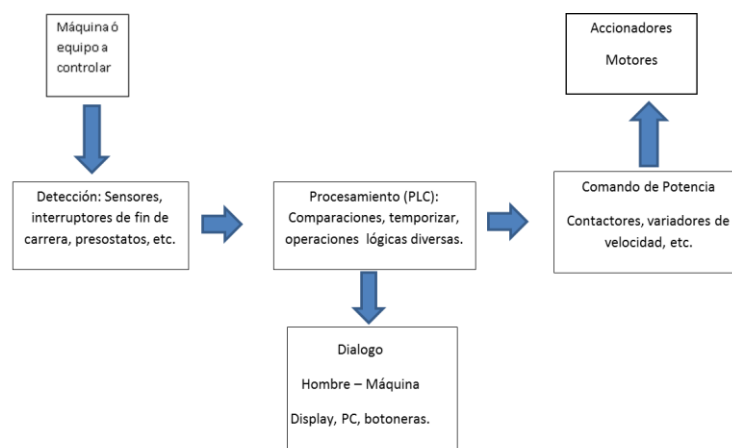 Máquina ó
equipo a
controlar
Accionadores
Motores
Detección: Sensores,
interruptores de fin de
carrera, presostatos, etc.
Procesamiento (PLC):
Comparaciones, temporizar,
operaciones lógicas diversas.
Comando de Potencia
Contactores, variadores de
velocidad, etc.
Dialogo
Hombre – Máquina
Display, PC, botoneras.